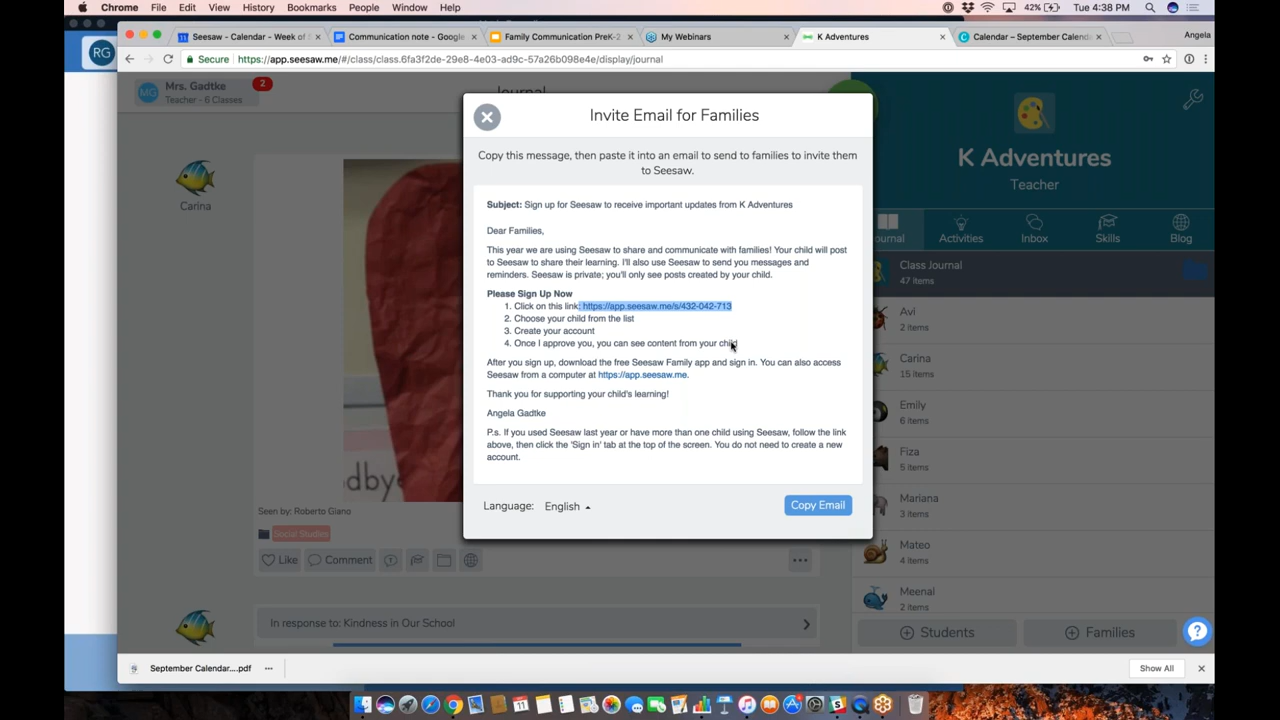 Chrome File Edit View History Bookmarks People Window Help
42% Tue 4:38 PM
Seesaw - Calendar - Week of
Communication note - Google
Family Communication PreK-2
My Webinars
K Adventures
Calendar – September Calenda
Angela
RG
Secure https://app.seesaw.me/#/class/class.6fa3f2de-29e8-4e03-ad9c-57a26b098e4e/display/journal
MG
Mrs. Gadtke
Teacher - 6 Classes
2
Journal
Carina
Invite Email for Families
Copy this message, then paste it into an email to send to families to invite them
to Seesaw.
Subject: Sign up for Seesaw to receive important updates from K Adventures
Dear Families,
This year we are using Seesaw to share and communicate with families! Your child will post
to Seesaw to share their learning. I'll also use Seesaw to send you messages and
reminders. Seesaw is private; you'll only see posts created by your child.
Please Sign Up Now
1. Click on this link: https://app.seesaw.me/s/432-042-713
2. Choose your child from the list
3. Create your account
4. Once I approve you, you can see content from your child
After you sign up, download the free Seesaw Family app and sign in. You can also access
Seesaw from a computer at https://app.seesaw.me.
Thank you for supporting your child's learning!
Angela Gadtke
P.s. If you used Seesaw last year or have more than one child using Seesaw, follow the link
above, then click the 'Sign in' tab at the top of the screen. You do not need to create a new
account.
Language: English
Copy Email
odbye
Seen by: Roberto Giano
Social Studies
Like Comment
In response to: Kindness in Our School
K Adventures
Teacher
ournal Activities Inbox Skills Blog
Class Journal
47 items
Avi
2 items
Carina
15 items
Emily
6 items
Fiza
5 items
Mariana
3 items
Mateo
4 items
Meenal
2 items
Students Families
?
September Calendar....pdf
Show All